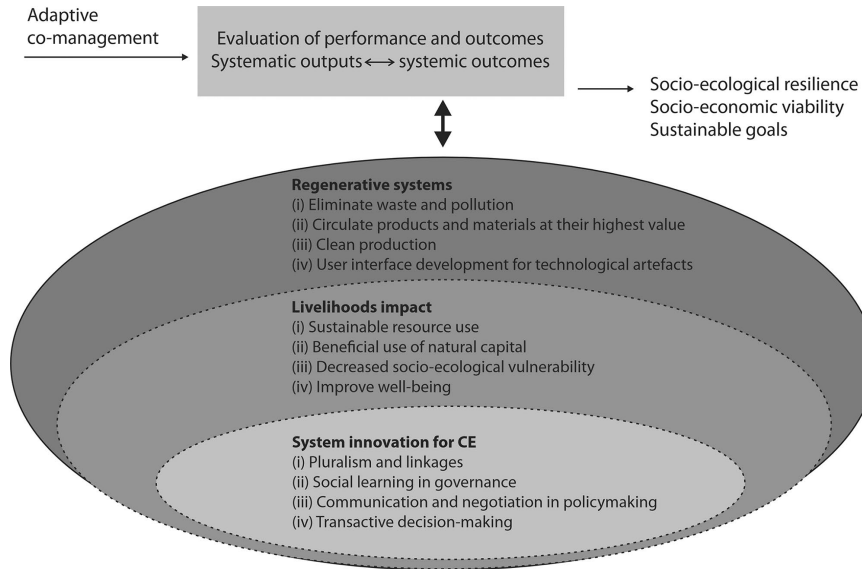 Adaptive
co-management
Evaluation of performance and outcomes
Systematic outputs ⟷ systemic outcomes
Socio-ecological resilience
Socio-economic viability
Sustainable goals
Regenerative systems
(i) Eliminate waste and pollution
(ii) Circulate products and materials at their highest value
(iii) Clean production
(iv) User interface development for technological artefacts
Livelihoods impact
(i) Sustainable resource use
(ii) Beneficial use of natural capital
(iii) Decreased socio-ecological vulnerability
(iv) Improve well-being
System innovation for CE
(i) Pluralism and linkages
(ii) Social learning in governance
(iii) Communication and negotiation in policymaking
(iv) Transactive decision-making